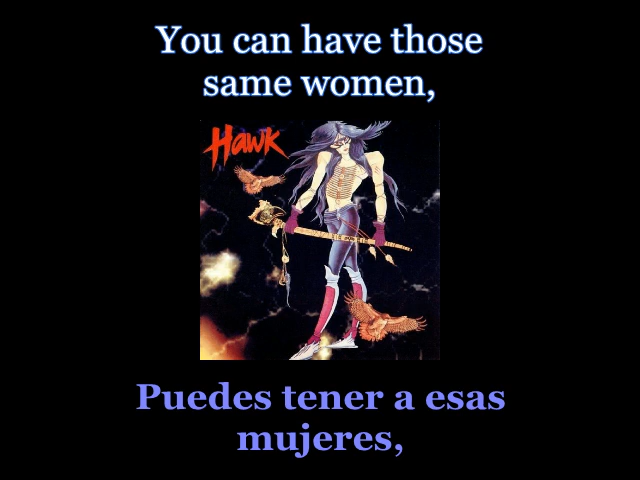 You can have those
same women,
Hawk
Puedes tener a esas
mujeres,